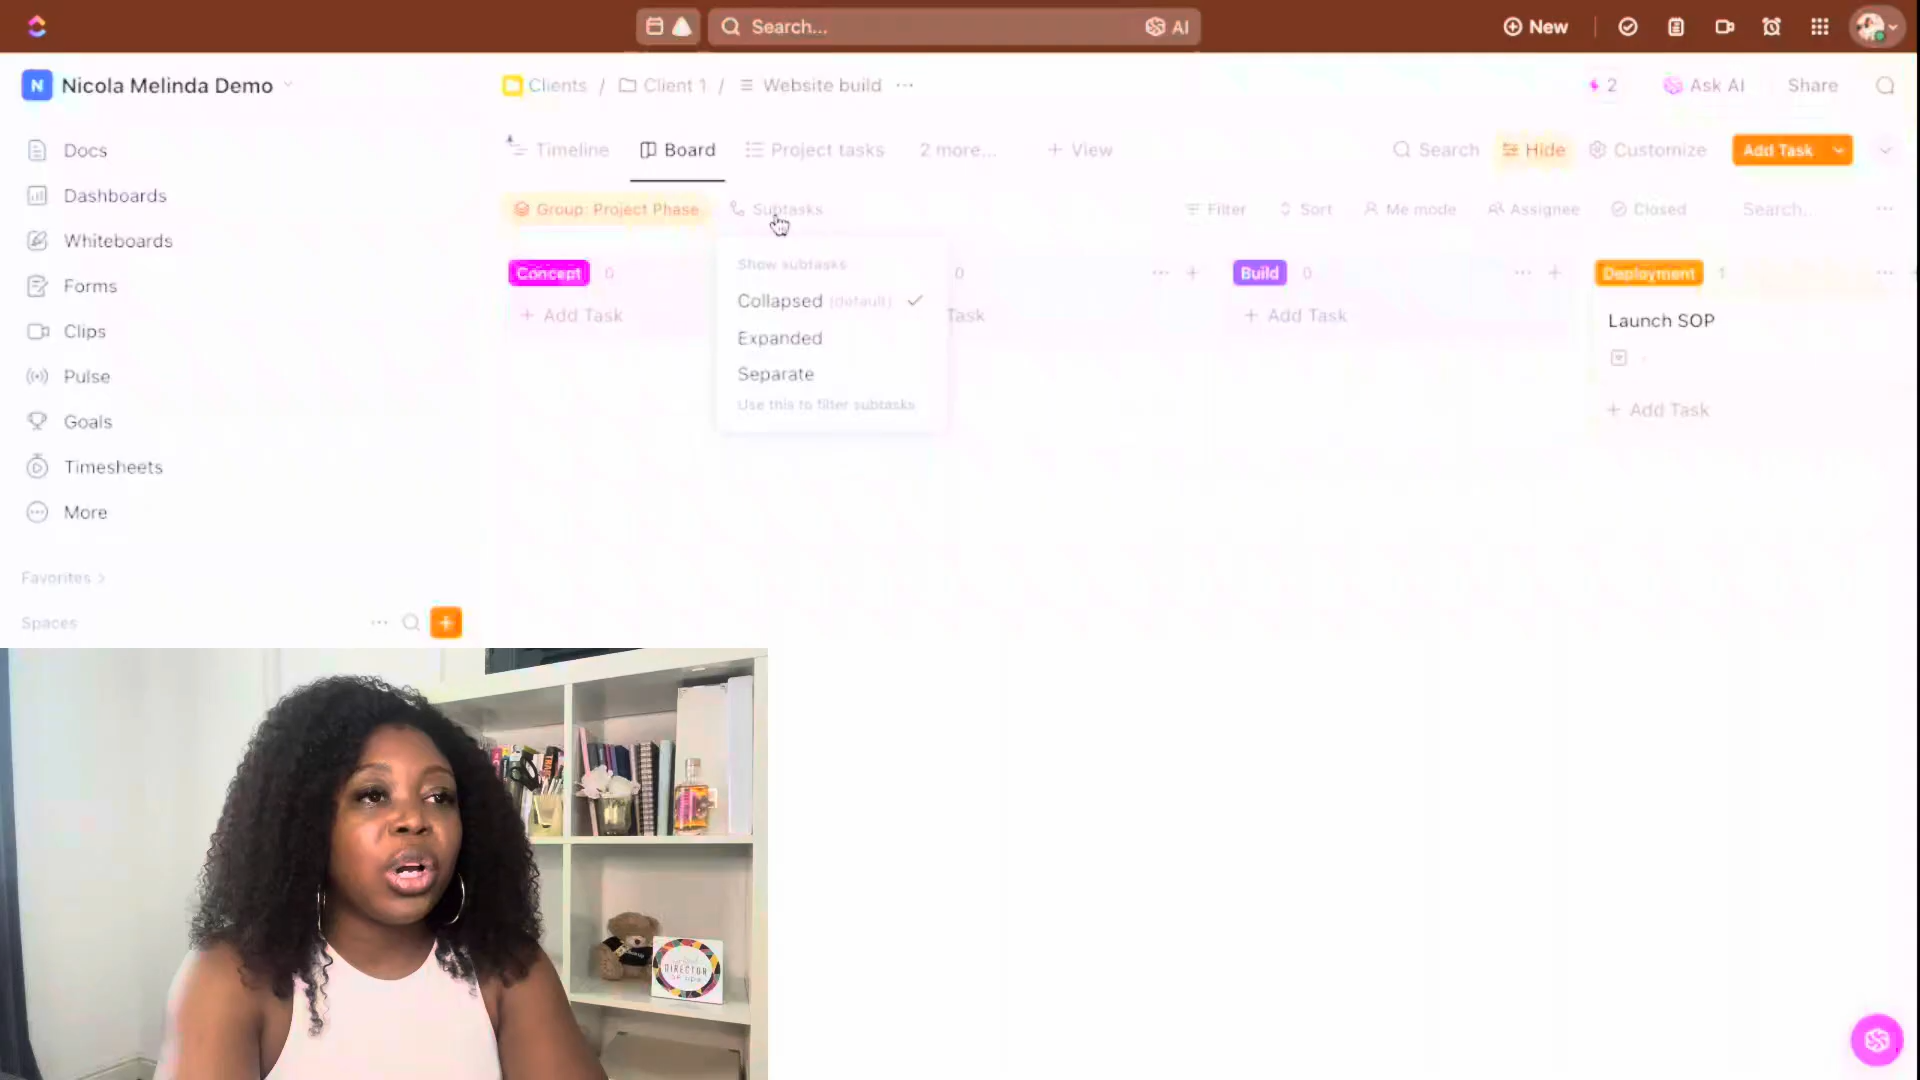 Search...
AI
New
N Nicola Melinda Demo
Clients / Client 1 / Website build
2
Ask AI
Share
Docs
Dashboards
Whiteboards
Forms
Clips
Pulse
Goals
Timesheets
More
Favorites
Spaces
Timeline
Board
Project tasks
2 more...
+ View
Search
Hide
Customize
Add Task
Group: Project Phase
Subtasks
Filter
Sort
Me mode
Assignee
Closed
Search...
Show subtasks
Collapsed (default)
Expanded
Separate
Use this to filter subtasks
Concept 0
+ Add Task
0
Task
Build 0
+ Add Task
Deployment 1
Launch SOP
+ Add Task
DIRECTOR